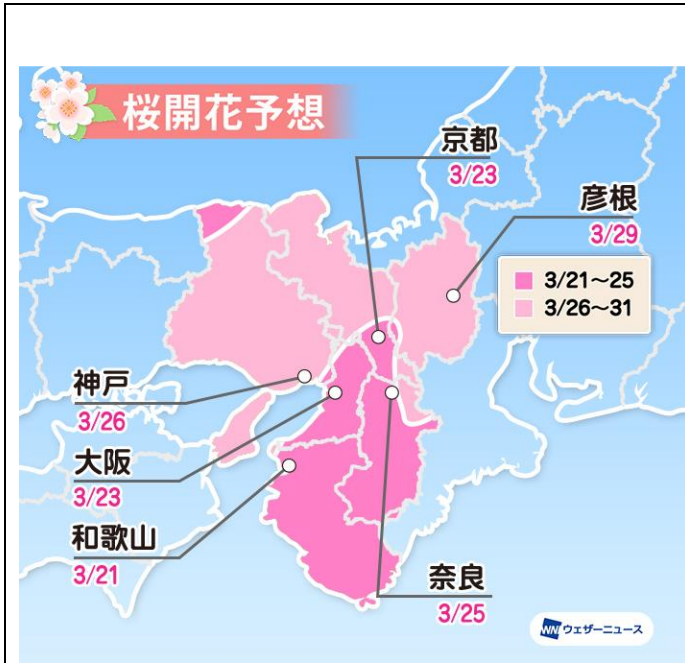 桜開花予想
京都
3/23
彦根
3/29
3/21～25
3/26～31
神戸
3/26
大阪
3/23
和歌山
3/21
奈良
3/25
WNI ウェザーニュース